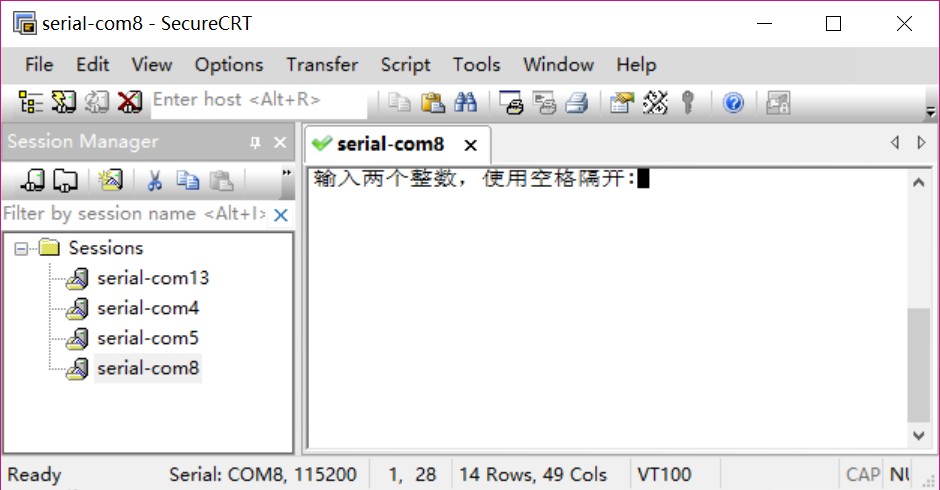 serial-com8 - SecureCRT
File Edit View Options Transfer Script Tools Window Help
Enter host <Alt+R>
Session Manager
serial-com8
输入两个整数，使用空格隔开:
Filter by session name <Alt+I>
Sessions
serial-com13
serial-com4
serial-com5
serial-com8
Ready Serial: COM8, 115200 1, 28 14 Rows, 49 Cols VT100 CAP